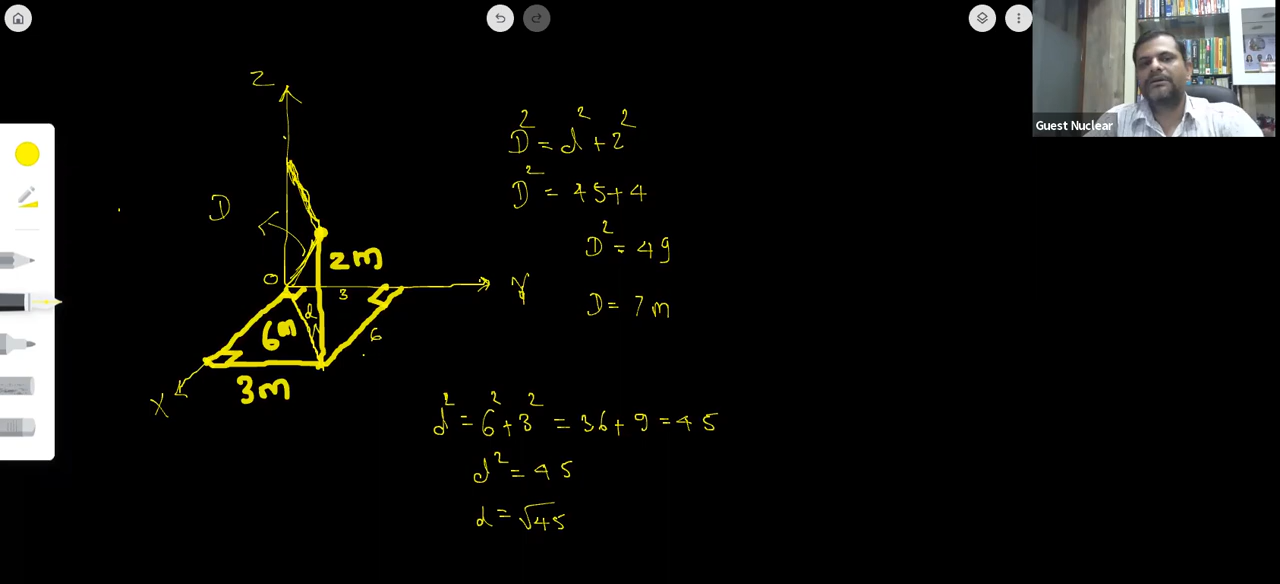 Z
D² = d² + 2²
D² = 45 + 4
D² = 49
D = 7 m
D
2m
O
3
Y
d
6m
6
3m
X
d² = 6² + 3² = 36 + 9 = 45
d² = 45
d = √45
Guest Nuclear